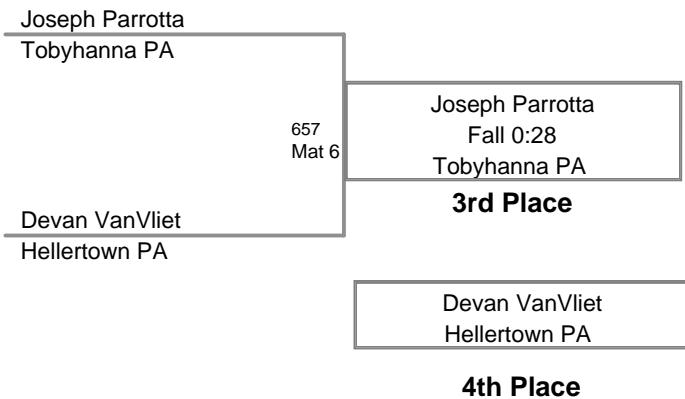 Joseph Parrotta
Tobyhanna PA
657
Mat 6
Joseph Parrotta
Fall 0:28
Tobyhanna PA
3rd Place
Devan VanVliet
Hellertown PA
Devan VanVliet
Hellertown PA
4th Place